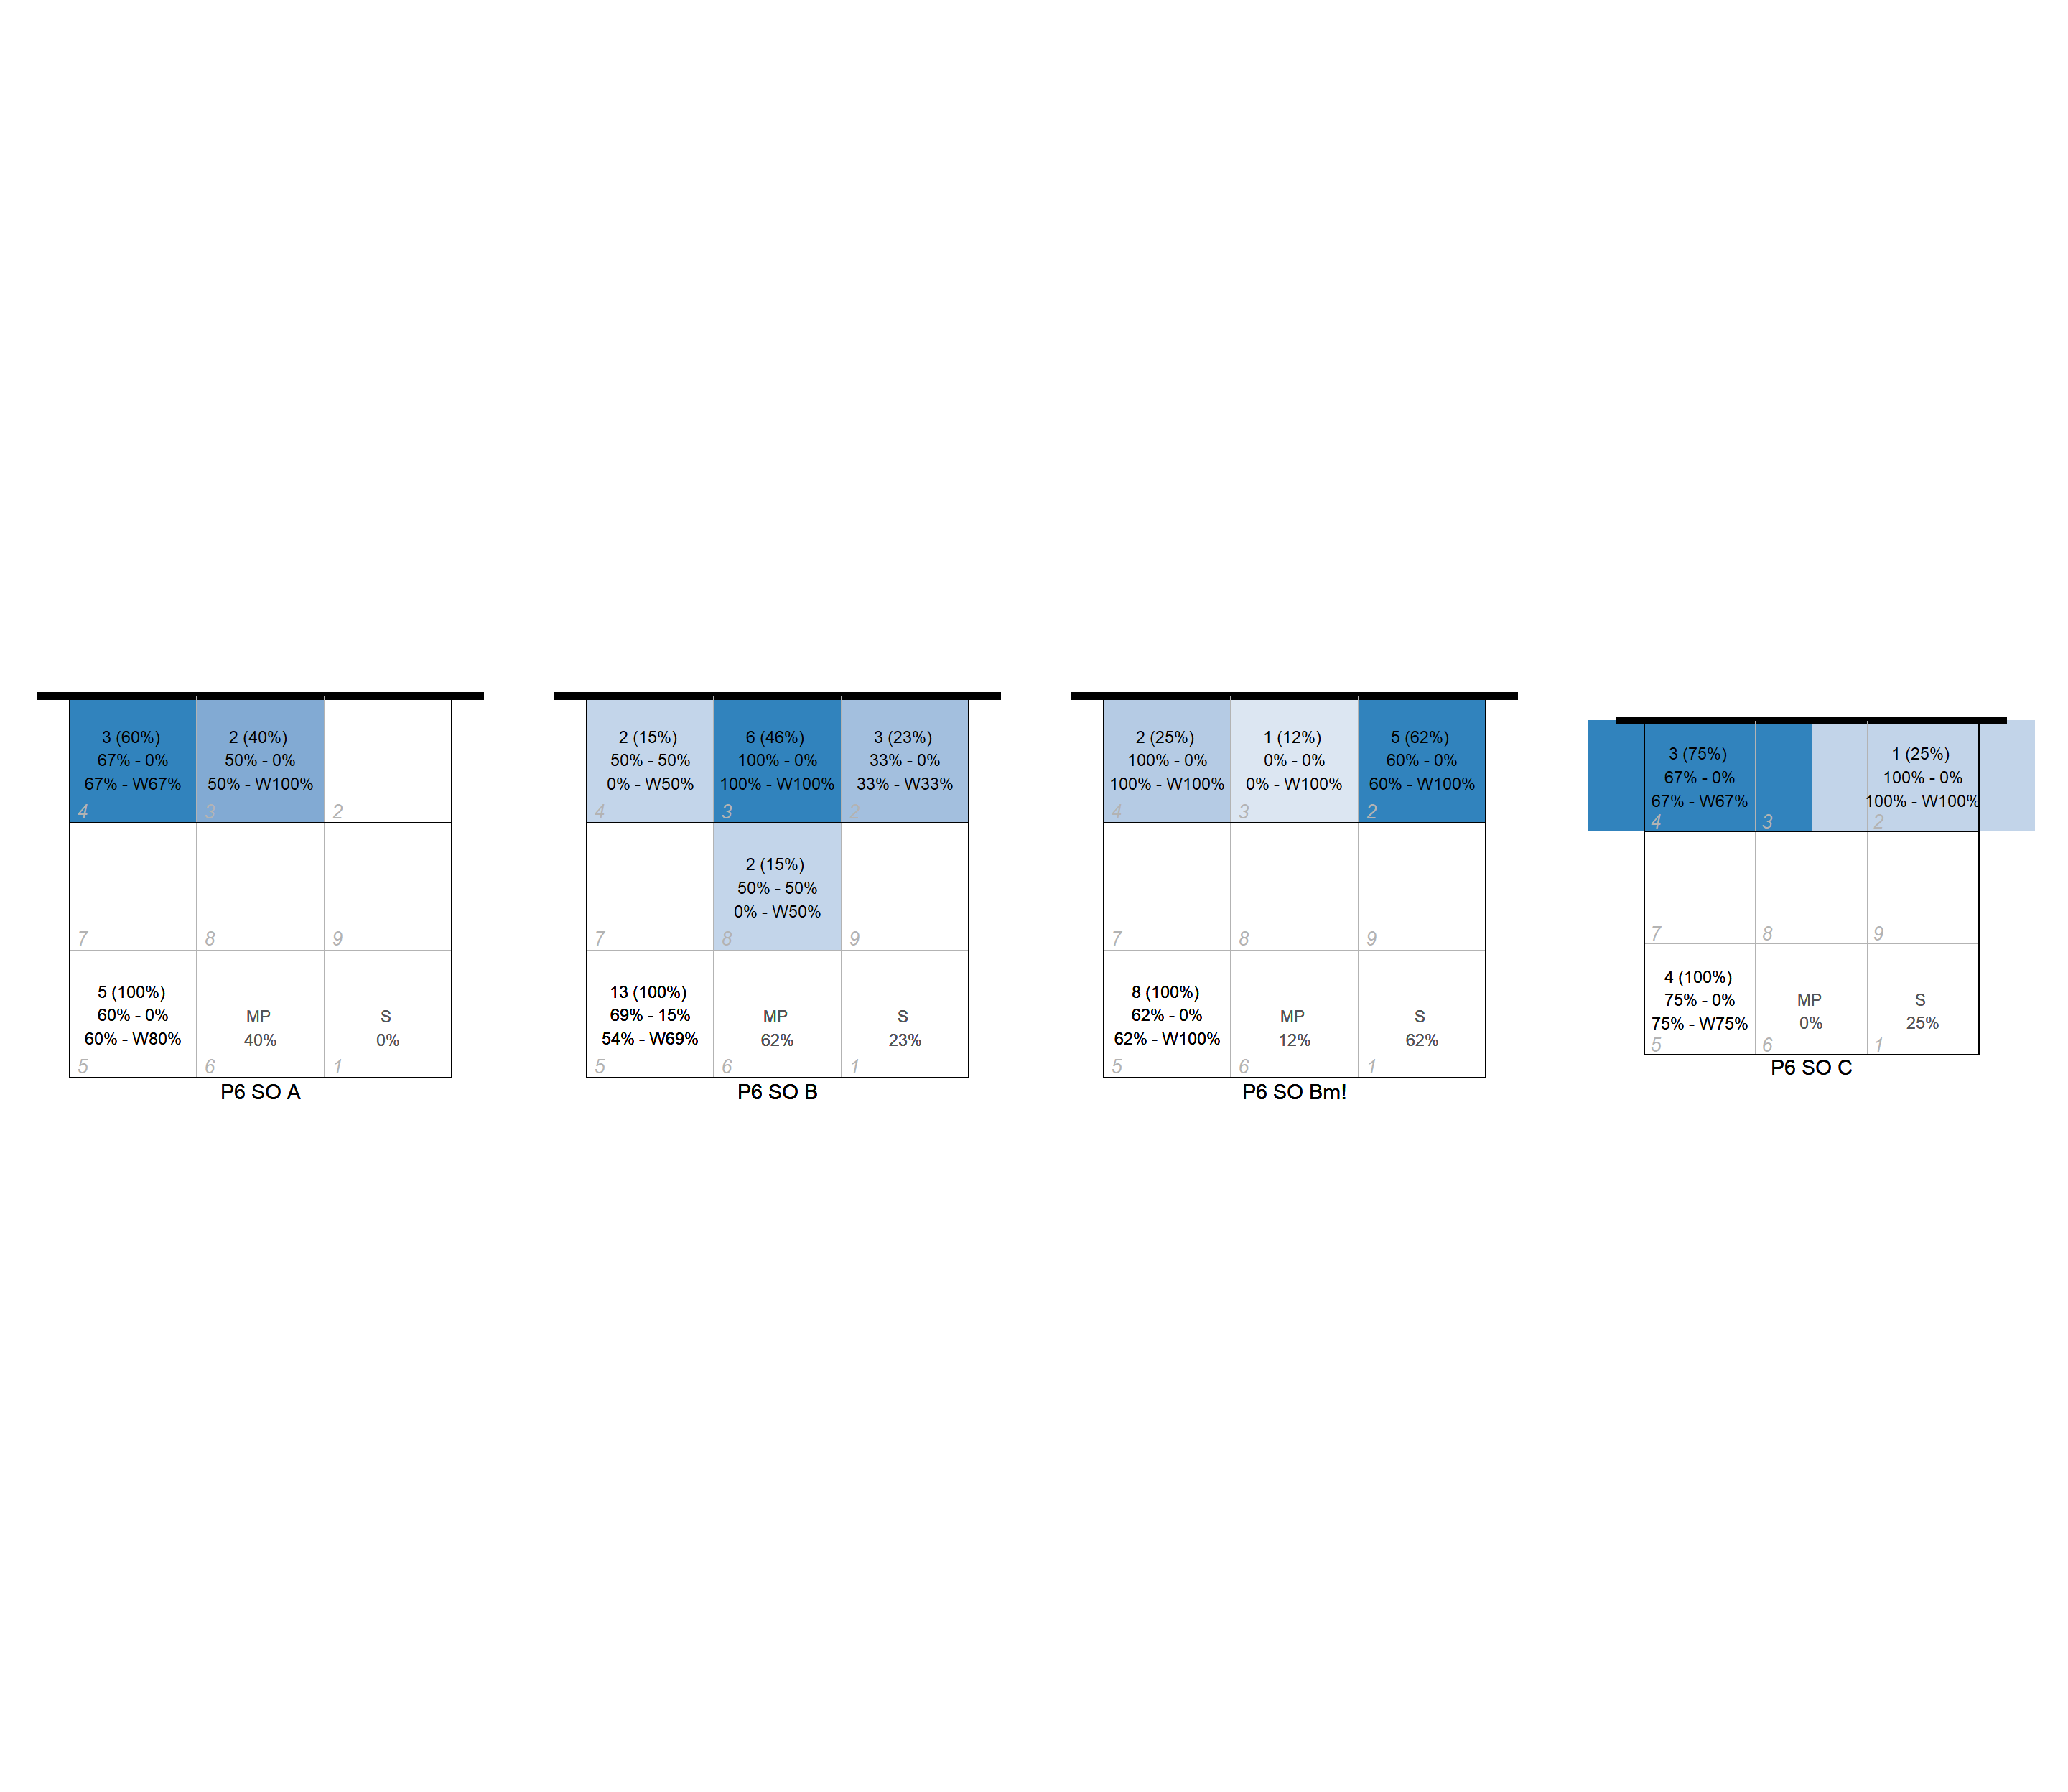 3 (60%)
67% - 0%
67% - W67%
4
2 (40%)
50% - 0%
50% - W100%
3
2
7
8
9
5 (100%)
60% - 0%
60% - W80%
5
MP
40%
6
S
0%
1
P6 SO A
2 (15%)
50% - 50%
0% - W50%
4
6 (46%)
100% - 0%
100% - W100%
3
3 (23%)
33% - 0%
33% - W33%
2
7
2 (15%)
50% - 50%
0% - W50%
8
9
13 (100%)
69% - 15%
54% - W69%
5
MP
62%
6
S
23%
1
P6 SO B
2 (25%)
100% - 0%
100% - W100%
4
1 (12%)
0% - 0%
0% - W100%
3
5 (62%)
60% - 0%
60% - W100%
2
7
8
9
8 (100%)
62% - 0%
62% - W100%
5
MP
12%
6
S
62%
1
P6 SO Bm!
3 (75%)
67% - 0%
67% - W67%
4
3
1 (25%)
100% - 0%
100% - W100%
2
7
8
9
4 (100%)
75% - 0%
75% - W75%
5
MP
0%
6
S
25%
1
P6 SO C